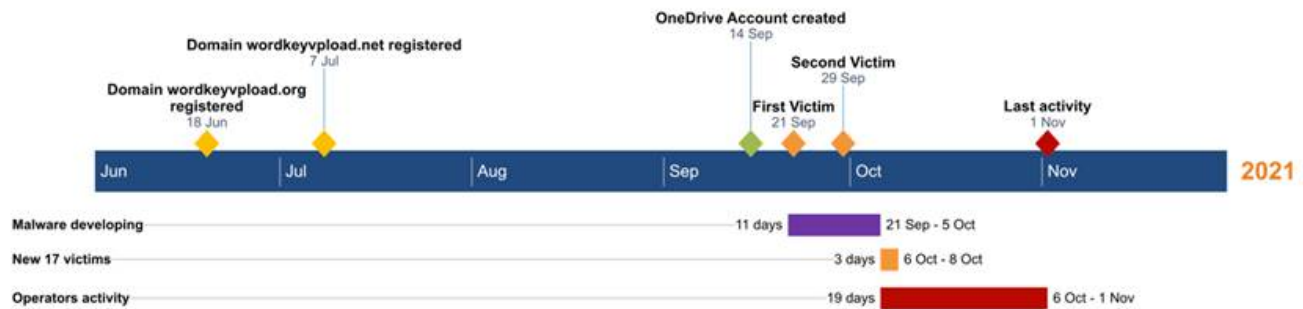 OneDrive Account created
14 Sep
Domain wordkeyvpload.net registered
7 Jul
Second Victim
29 Sep
Domain wordkeyvpload.org
registered
18 Jun
First Victim
21 Sep
Last activity
1 Nov
Jun Jul Aug Sep Oct Nov 2021
Malware developing 11 days 21 Sep - 5 Oct
New 17 victims 3 days 6 Oct - 8 Oct
Operators activity 19 days 6 Oct - 1 Nov